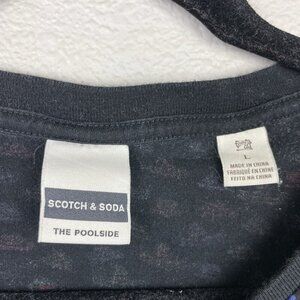 SCOTCH & SODA
THE POOLSIDE
L
MADE IN CHINA
FABRIQUÉ EN CHINE
FEITO NA CHINA